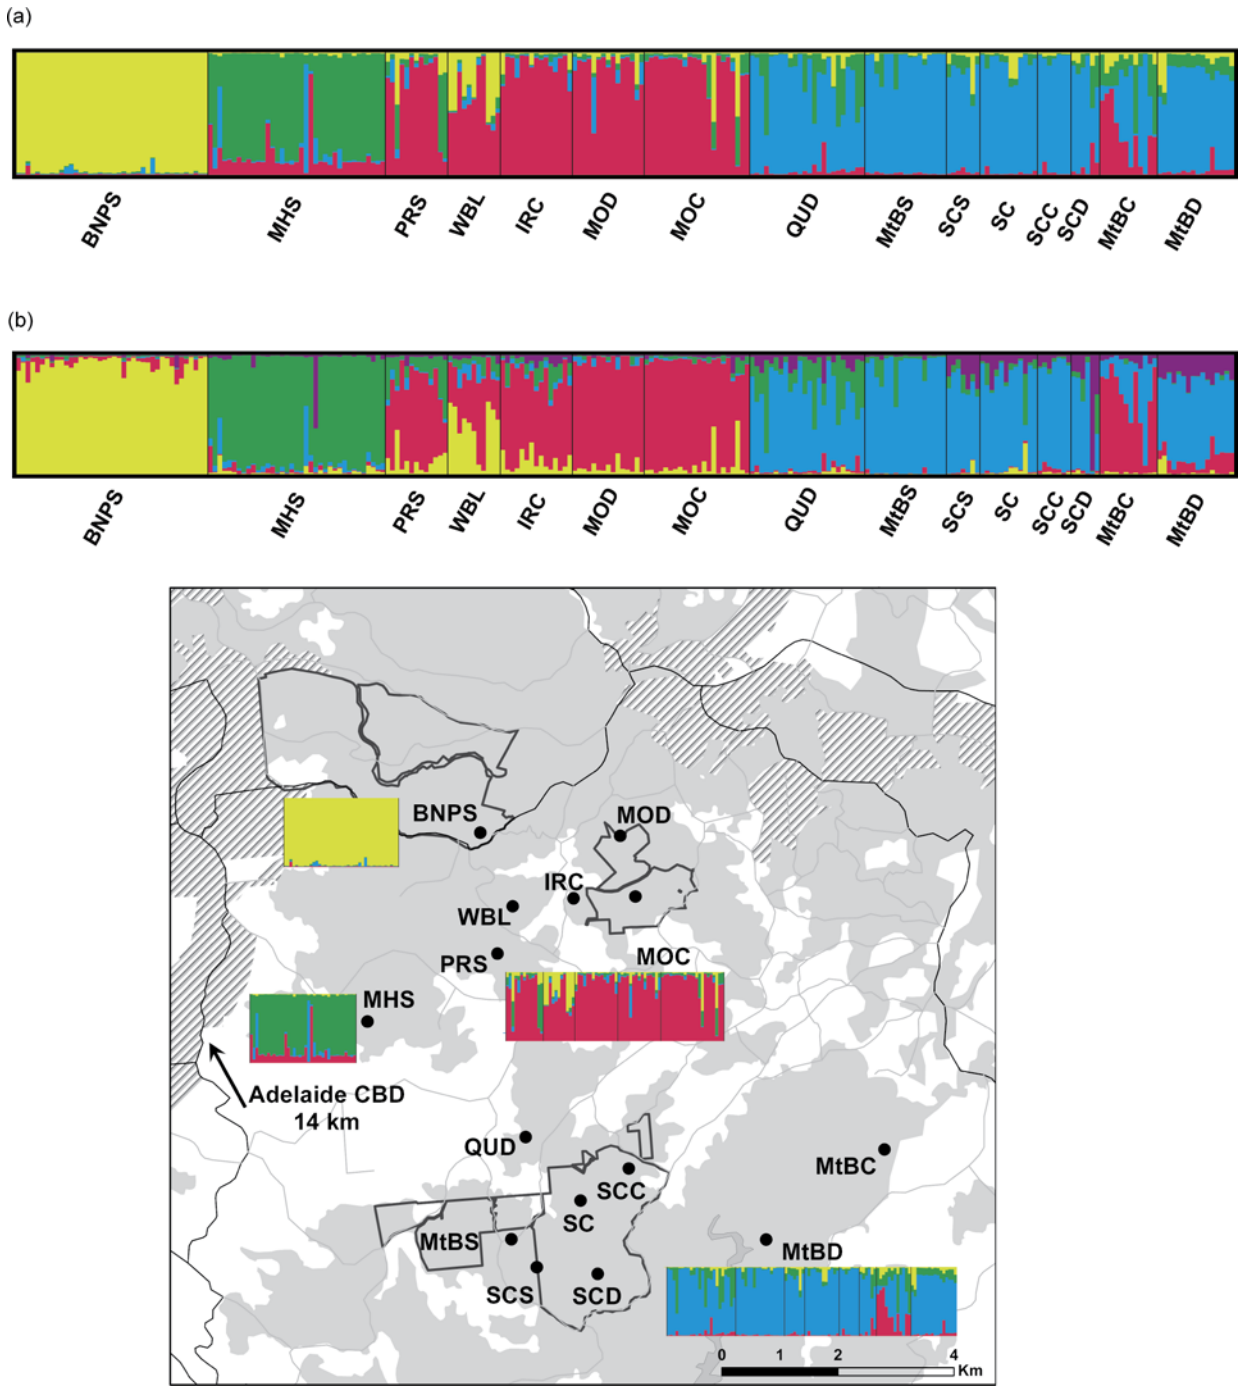 (a)
BNPS MHS PRS WBL IRC MOD MOC QUD MtBS SCS SC SCC SCD MtBC MtBD
(b)
BNPS MHS PRS WBL IRC MOD MOC QUD MtBS SCS SC SCC SCD MtBC MtBD
BNPS
MOD
IRC
WBL
MOC
PRS
MHS
Adelaide CBD
14 km
1
QUD
MtBC
SCC
SC
MtBS
MtBD
SCS
SCD
0 1 2 4
Km